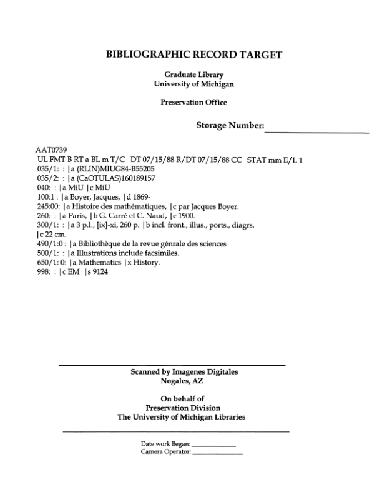 BIBLIOGRAPHIC RECORD TARGET
Graduate Library
University of Michigan
Preservation Office
Storage Number:
AAT0739
UL FMT B RT a BL m T/C DT 07/15/88 R/DT 07/15/88 CC STAT mm E/L 1
035/1: : |a (RLIN)MIUG84-B55205
035/2: : |a (CaOTULAS)160189157
040: : |a MiU |c MiU
100:1 : |a Boyer, Jacques, |d 1869-
245:00: |a Histoire des mathématiques, |c par Jacques Boyer.
260: : |a Paris, |b G. Carré et C. Naud, |c 1900.
300/1: : |a 3 p.l., [ix]-xi, 260 p. |b incl. front., illus., ports., diagrs.
|c 22 cm.
490/1:0 : |a Bibliothèque de la revue génrale des sciences
500/1: : |a Illustrations include facsimiles.
650/1: 0: |a Mathematics |x History.
998: : |c EM |s 9124
Scanned by Imagenes Digitales
Nogales, AZ
On behalf of
Preservation Division
The University of Michigan Libraries
Date work Began:
Camera Operator: